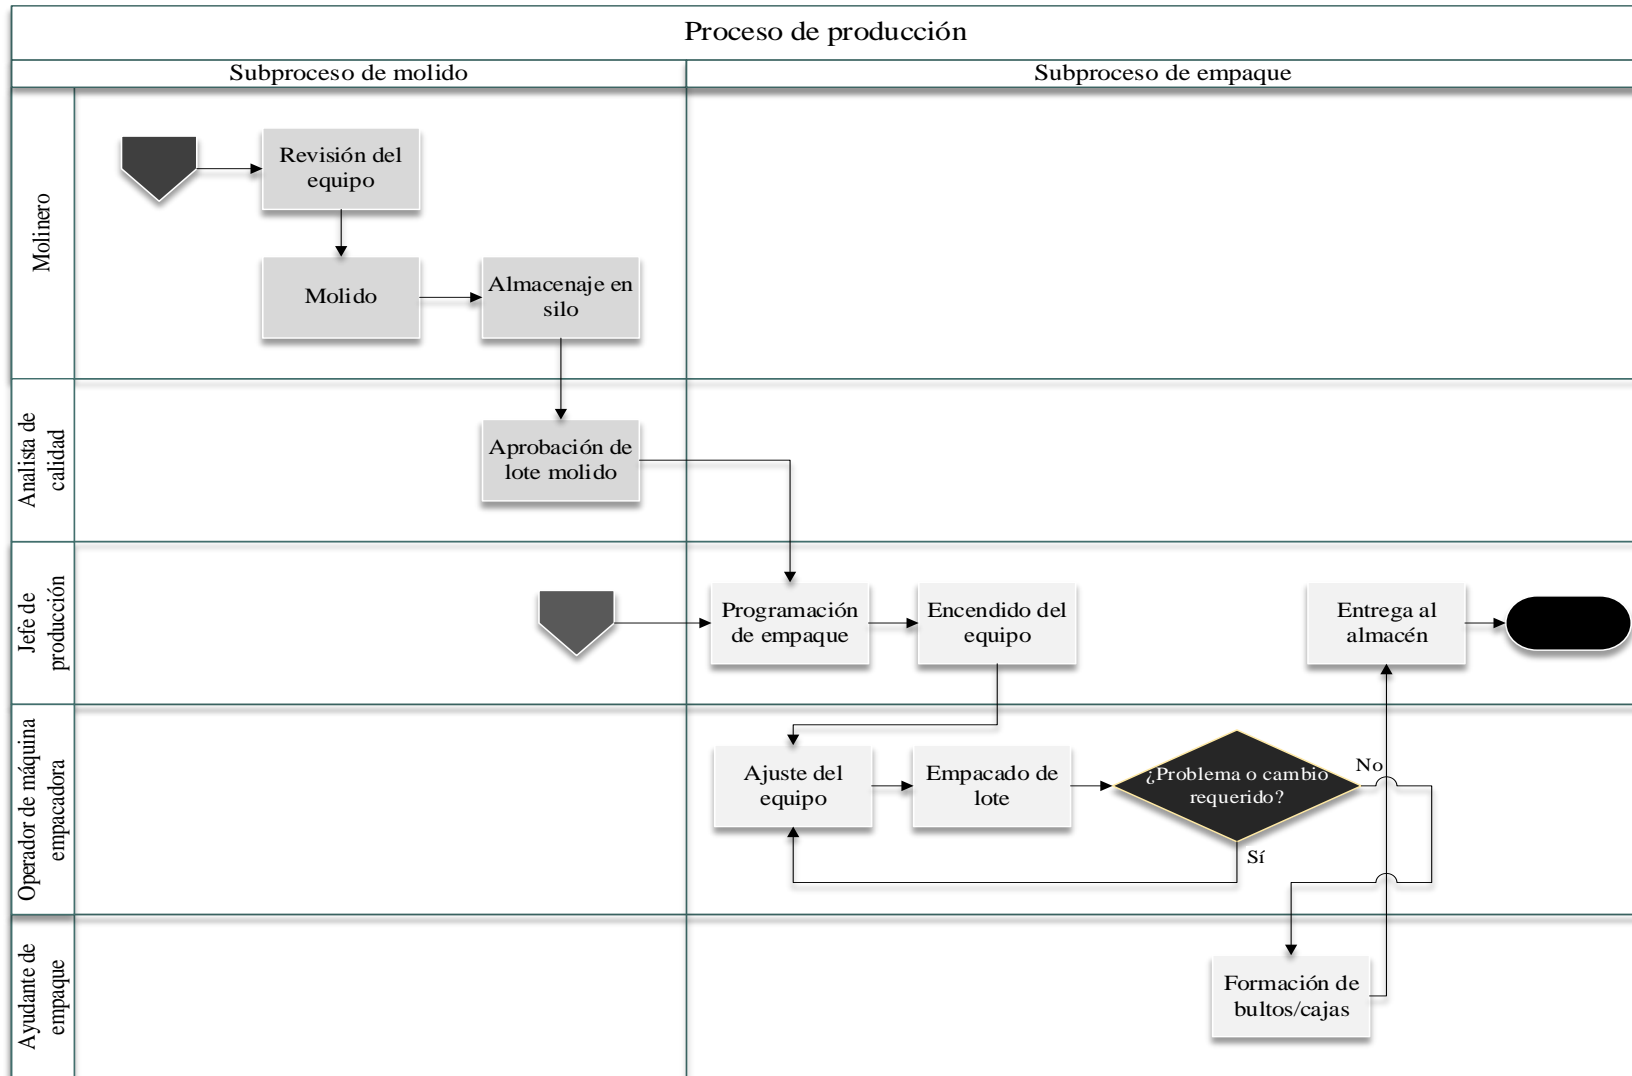 Proceso de producción
Subproceso de molido
Subproceso de empaque
Molinero
Revisión del
equipo
Molido
Almacenaje en
silo
Analista de
calidad
Aprobación de
lote molido
Jefe de
producción
Programación
de empaque
Encendido del
equipo
Entrega al
almacén
Operador de máquina
empacadora
Ajuste del
equipo
Empacado de
lote
¿Problema o cambio
requerido?
No
Sí
Ayudante de
empaque
Formación de
bultos/cajas